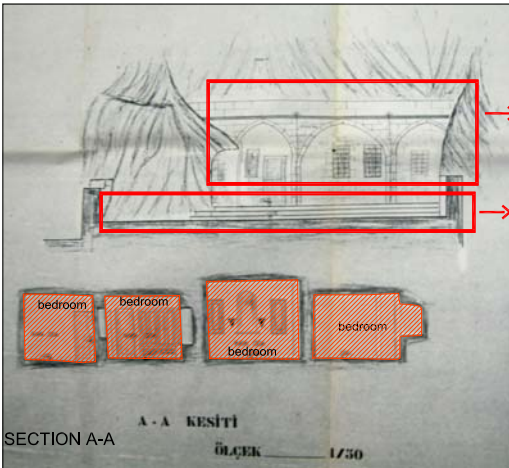 bedroom
bedroom
bedroom
bedroom
A - A KESİTİ
SECTION A-A
ÖLÇEK 1/50